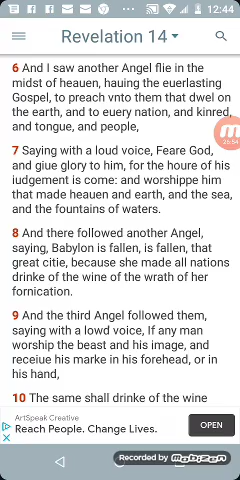 12:44
Revelation 14
6 And I saw another Angel flie in the
midst of heauen, hauing the euerlasting
Gospel, to preach vnto them that dwel on
the earth, and to euery nation, and kinred,
and tongue, and people,
26:54
7 Saying with a loud voice, Feare God,
and giue glory to him, for the houre of his
iudgement is come: and worshippe him
that made heauen and earth, and the sea,
and the fountains of waters.
8 And there followed another Angel,
saying, Babylon is fallen, is fallen, that
great citie, because she made all nations
drinke of the wine of the wrath of her
fornication.
9 And the third Angel followed them,
saying with a lowd voice, If any man
worship the beast and his image, and
receiue his marke in his forehead, or in
his hand,
10 The same shall drinke of the wine
ArtSpeak Creative
Reach People. Change Lives.
OPEN
Recorded by
mobizen